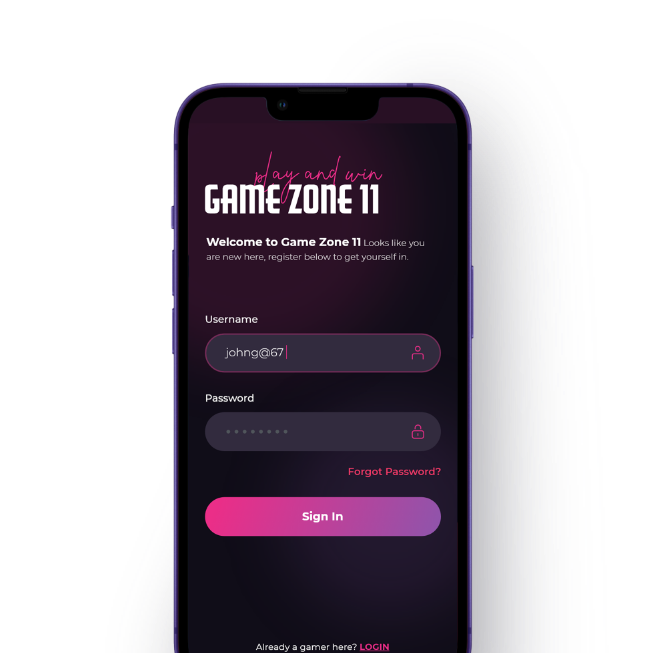 play and win
GAME ZONE 11
Welcome to Game Zone 11 Looks like you
are new here, register below to get yourself in.
Username
johng@67
Password
Forgot Password?
Sign In
Already a gamer here? LOGIN